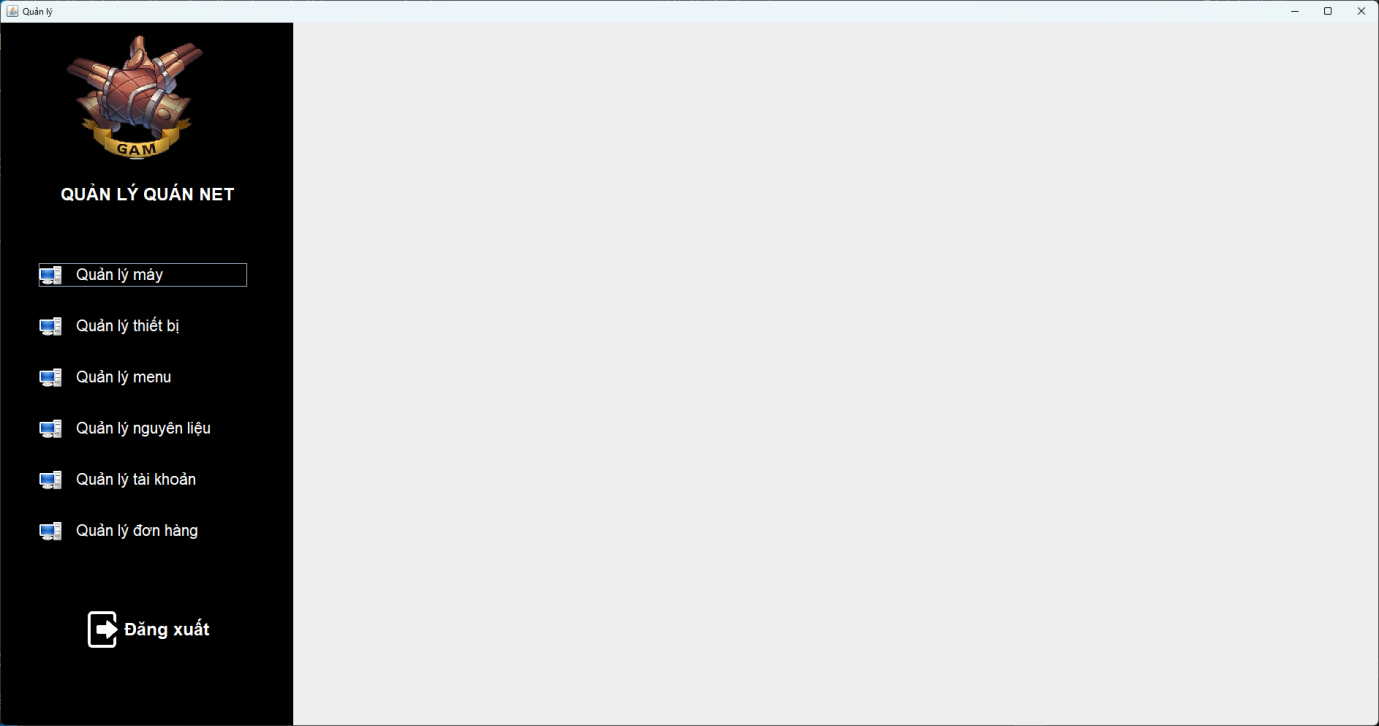 Quản lý
GAM
QUẢN LÝ QUÁN NET
Quản lý máy
Quản lý thiết bị
Quản lý menu
Quản lý nguyên liệu
Quản lý tài khoản
Quản lý đơn hàng
Đăng xuất